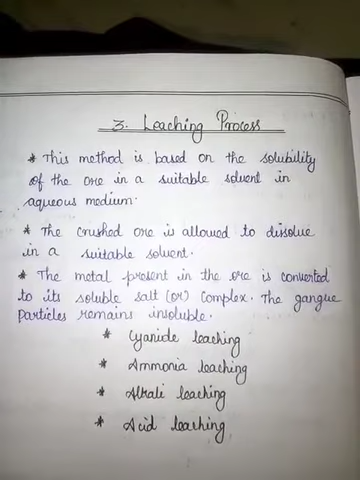 3. Leaching Process
* This method is based on the solubility
of the ore in a suitable solvent in
aqueous medium.
* The crushed ore is allowed to dissolve
in a suitable solvent.
* The metal present in the ore is converted
to its soluble salt (or) complex. The gangue
particles remains insoluble.
* Cyanide leaching
* Ammonia leaching
* Alkali leaching
* Acid leaching